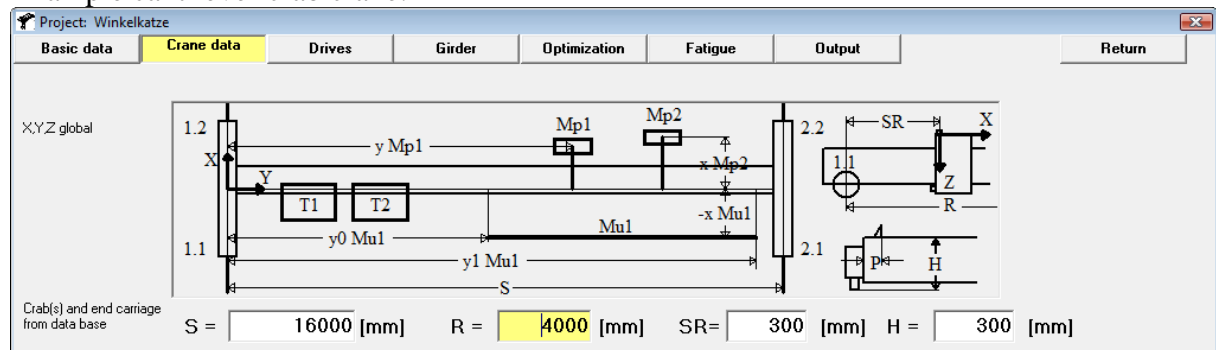 Project: Winkelkatze
Basic data Crane data Drives Girder Optimization Fatigue Output Return
X,Y,Z global
1.2 X Y y Mp1 Mp1 Mp2 x Mp2 2.2 SR X
1.1 Z R
T1 T2 -x Mu1
y0 Mu1 Mu1
1.1 y1 Mu1 2.1 P H
S
Crab(s) and end carriage
from data base
S = 16000 [mm] R = 4000 [mm] SR= 300 [mm] H = 300 [mm]